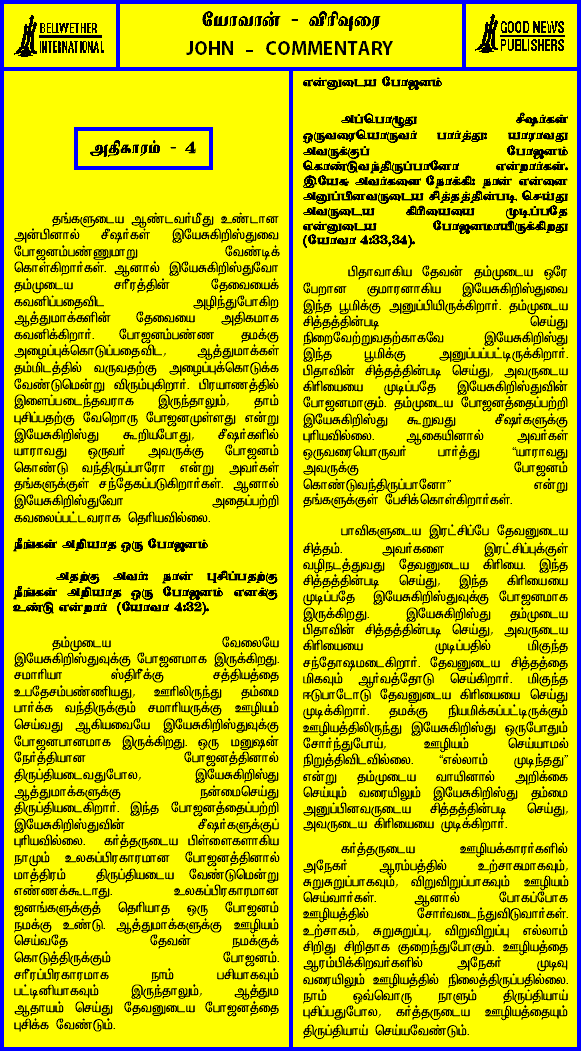 BELWETHER
INTERNATIONAL
யோவான் - விரிவுரை
JOHN - COMMENTARY
GOOD NEWS
PUBLISHERS
அதிகாரம் - 4
தங்களுடைய ஆண்டவர்மீது உண்டான
அன்பினால் சீஷர்கள் இயேசுகிறிஸ்துவை
போஜனம்பண்ணுமாறு வேண்டிக்
கொள்கிறார்கள். ஆனால் இயேசுகிறிஸ்துவோ
தம்முடைய சரீரத்தின் தேவையைக்
கவனிப்பதைவிட அழிந்துபோகிற
ஆத்துமாக்களின் தேவையை அதிகமாக
கவனிக்கிறார். போஜனம்பண்ண தமக்கு
அழைப்புக்கொடுப்பதைவிட, ஆத்துமாக்கள்
தம்மிடத்தில் வருவதற்கு அழைப்புக்கொடுக்க
வேண்டுமென்று விரும்புகிறார். பிரயாணத்தில்
இளைப்படைந்தவராக இருந்தாலும், தாம்
புசிப்பதற்கு வேறொரு போஜனமுள்ளது என்று
இயேசுகிறிஸ்து கூறியபோது, சீஷர்களில்
யாராவது ஒருவர் அவருக்கு போஜனம்
கொண்டு வந்திருப்பாரோ என்று அவர்கள்
தங்களுக்குள் சந்தேகப்படுகிறார்கள். ஆனால்
இயேசுகிறிஸ்துவோ அதைப்பற்றி
கவலைப்பட்டவராக தெரியவில்லை.
நீங்கள் அறியாத ஒரு போஜனம்
அதற்கு அவர்: நான் புசிப்பதற்கு
நீங்கள் அறியாத ஒரு போஜனம் எனக்கு
உண்டு என்றார் (யோவா 4:32).
தம்முடைய வேலையே
இயேசுகிறிஸ்துவுக்கு போஜனமாக இருக்கிறது.
சமாரியா ஸ்திரீக்கு சத்தியத்தை
உபதேசம்பண்ணியது, ஊரிலிருந்து தம்மை
பார்க்க வந்திருக்கும் சமாரியருக்கு ஊழியம்
செய்வது ஆகியவையே இயேசுகிறிஸ்துவுக்கு
போஜனபானமாக இருக்கிறது. ஒரு மனுஷன்
நேர்த்தியான போஜனத்தினால்
திருப்தியடைவதுபோல, இயேசுகிறிஸ்து
ஆத்துமாக்களுக்கு நன்மைசெய்து
திருப்தியடைகிறார். இந்த போஜனத்தைப்பற்றி
இயேசுகிறிஸ்துவின் சீஷர்களுக்குப்
புரியவில்லை. கர்த்தருடைய பிள்ளைகளாகிய
நாமும் உலகப்பிரகாரமான போஜனத்தினால்
மாத்திரம் திருப்தியடைய வேண்டுமென்று
எண்ணக்கூடாது. உலகப்பிரகாரமான
ஜனங்களுக்குத் தெரியாத ஒரு போஜனம்
நமக்கு உண்டு. ஆத்துமாக்களுக்கு ஊழியம்
செய்வதே தேவன் நமக்குக்
கொடுத்திருக்கும் போஜனம்.
சரீரப்பிரகாரமாக நாம் பசியாகவும்
பட்டினியாகவும் இருந்தாலும், ஆத்தும
ஆதாயம் செய்து தேவனுடைய போஜனத்தை
புசிக்க வேண்டும்.
என்னுடைய போஜனம்
அப்பொழுது சீஷர்கள்
ஒருவரையொருவர் பார்த்து: யாராவது
அவருக்குப் போஜனம்
கொண்டுவந்திருப்பானோ என்றார்கள்.
இயேசு அவர்களை நோக்கி: நான் என்னை
அனுப்பினவருடைய சித்தத்தின்படி செய்து
அவருடைய கிரியையை முடிப்பதே
என்னுடைய போஜனமாயிருக்கிறது
(யோவா 4:33,34).
பிதாவாகிய தேவன் தம்முடைய ஒரே
பேறான குமாரனாகிய இயேசுகிறிஸ்துவை
இந்த பூமிக்கு அனுப்பியிருக்கிறார். தம்முடைய
சித்தத்தின்படி செய்து
நிறைவேற்றுவதற்காகவே இயேசுகிறிஸ்து
இந்த பூமிக்கு அனுப்பப்பட்டிருக்கிறார்.
பிதாவின் சித்தத்தின்படி செய்து, அவருடைய
கிரியையை முடிப்பதே இயேசுகிறிஸ்துவின்
போஜனமாகும். தம்முடைய போஜனத்தைப்பற்றி
இயேசுகிறிஸ்து கூறுவது சீஷர்களுக்கு
புரியவில்லை. ஆகையினால் அவர்கள்
ஒருவரையொருவர் பார்த்து “யாராவது
அவருக்கு போஜனம்
கொண்டுவந்திருப்பானோ” என்று
தங்களுக்குள் பேசிக்கொள்கிறார்கள்.
பாவிகளுடைய இரட்சிப்பே தேவனுடைய
சித்தம். அவர்களை இரட்சிப்புக்குள்
வழிநடத்துவது தேவனுடைய கிரியை. இந்த
சித்தத்தின்படி செய்து, இந்த கிரியையை
முடிப்பதே இயேசுகிறிஸ்துவுக்கு போஜனமாக
இருக்கிறது. இயேசுகிறிஸ்து தம்முடைய
பிதாவின் சித்தத்தின்படி செய்து, அவருடைய
கிரியையை முடிப்பதில் மிகுந்த
சந்தோஷமடைகிறார். தேவனுடைய சித்தத்தை
மிகவும் ஆர்வத்தோடு செய்கிறார். மிகுந்த
ஈடுபாடோடு தேவனுடைய கிரியையை செய்து
முடிக்கிறார். தமக்கு நியமிக்கப்பட்டிருக்கும்
ஊழியத்திலிருந்து இயேசுகிறிஸ்து ஒருபோதும்
சோர்ந்துபோய், ஊழியம் செய்யாமல்
நிறுத்திவிடவில்லை. “எல்லாம் முடிந்தது”
என்று தம்முடைய வாயினால் அறிக்கை
செய்யும் வரையிலும் இயேசுகிறிஸ்து தம்மை
அனுப்பினவருடைய சித்தத்தின்படி செய்து,
அவருடைய கிரியையை முடிக்கிறார்.
கர்த்தருடைய ஊழியக்காரர்களில்
அநேகர் ஆரம்பத்தில் உற்சாகமாகவும்,
சுறுசுறுப்பாகவும், விறுவிறுப்பாகவும் ஊழியம்
செய்வார்கள். ஆனால் போகப்போக
ஊழியத்தில் சோர்வடைந்துவிடுவார்கள்.
உற்சாகம், சுறுசுறுப்பு, விறுவிறுப்பு எல்லாம்
சிறிது சிறிதாக குறைந்துபோகும். ஊழியத்தை
ஆரம்பிக்கிறவர்களில் அநேகர் முடிவு
வரையிலும் ஊழியத்தில் நிலைத்திருப்பதில்லை.
நாம் ஒவ்வொரு நாளும் திருப்தியாய்
புசிப்பதுபோல, கர்த்தருடைய ஊழியத்தையும்
திருப்தியாய் செய்யவேண்டும்.